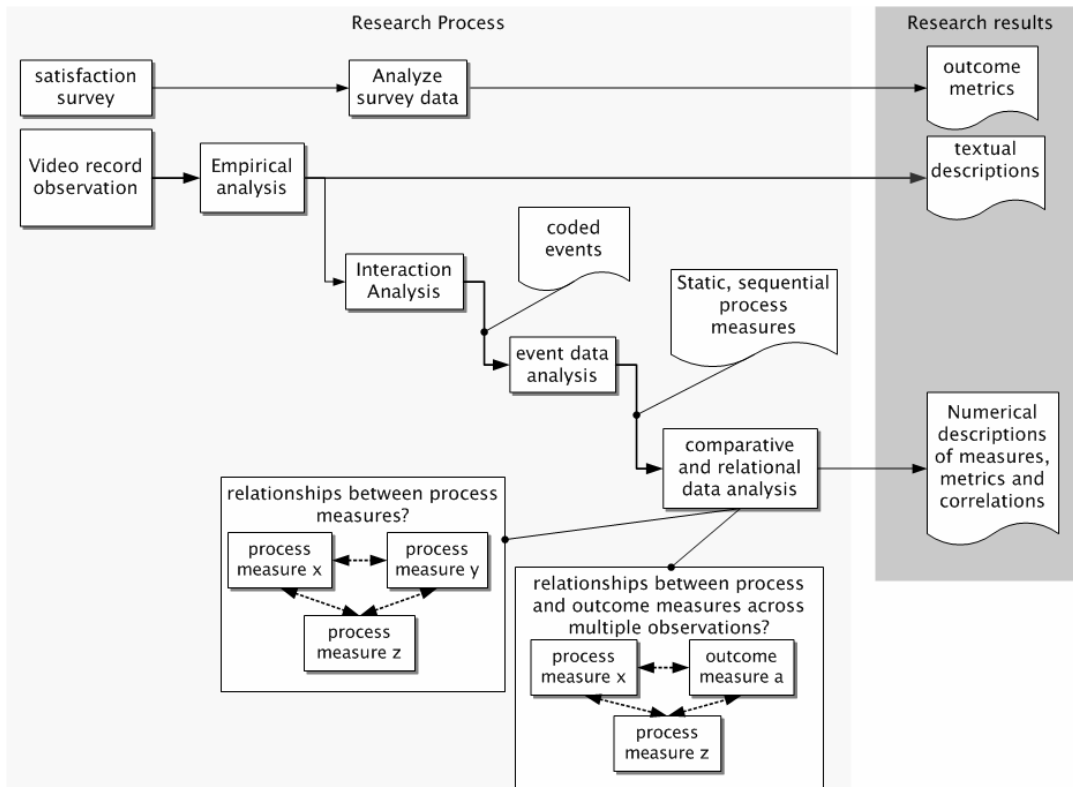 Research Process
Research results
satisfaction
survey
Analyze
survey data
outcome
metrics
Video record
observation
Empirical
analysis
textual
descriptions
coded
events
Interaction
Analysis
Static, sequential
process
measures
event data
analysis
comparative
and relational
data analysis
Numerical
descriptions
of measures,
metrics and
correlations
relationships between process
measures?
process
measure x
process
measure y
process
measure z
relationships between process
and outcome measures across
multiple observations?
process
measure x
outcome
measure a
process
measure z